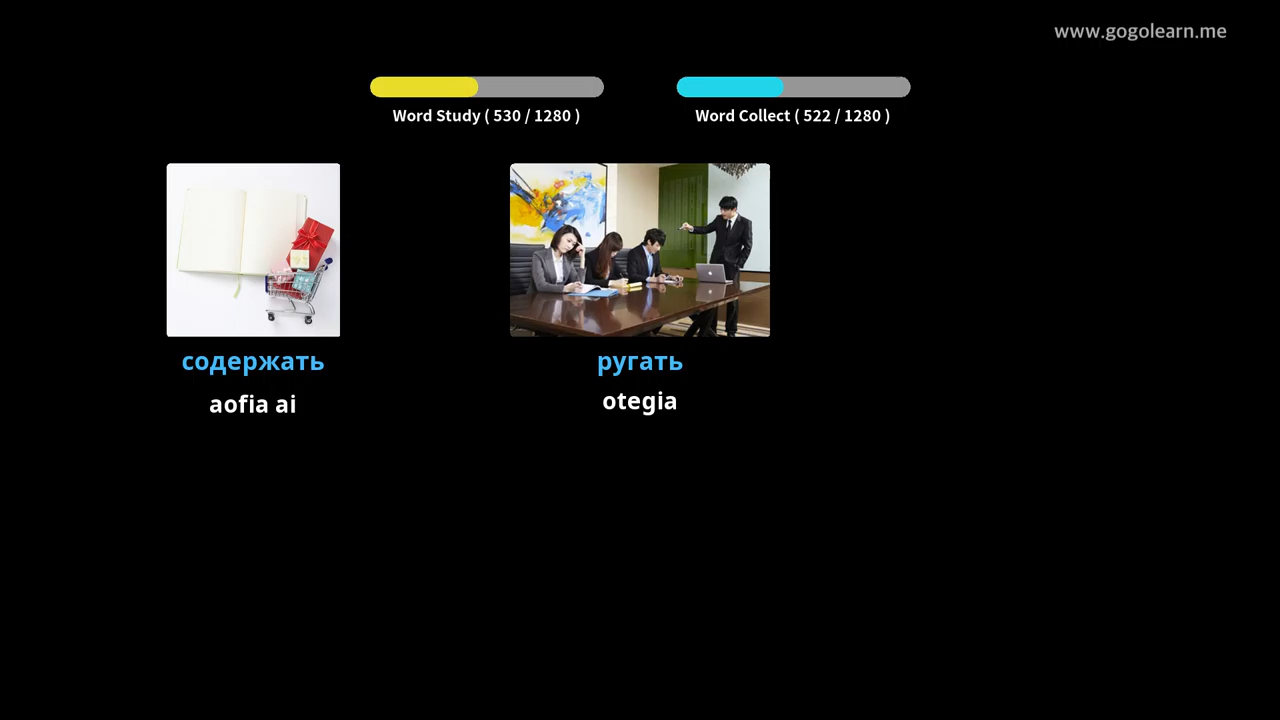 www.gogolearn.me
Word Study ( 530 / 1280 )
Word Collect ( 522 / 1280 )
содержать
ругать
aofia ai
otegia